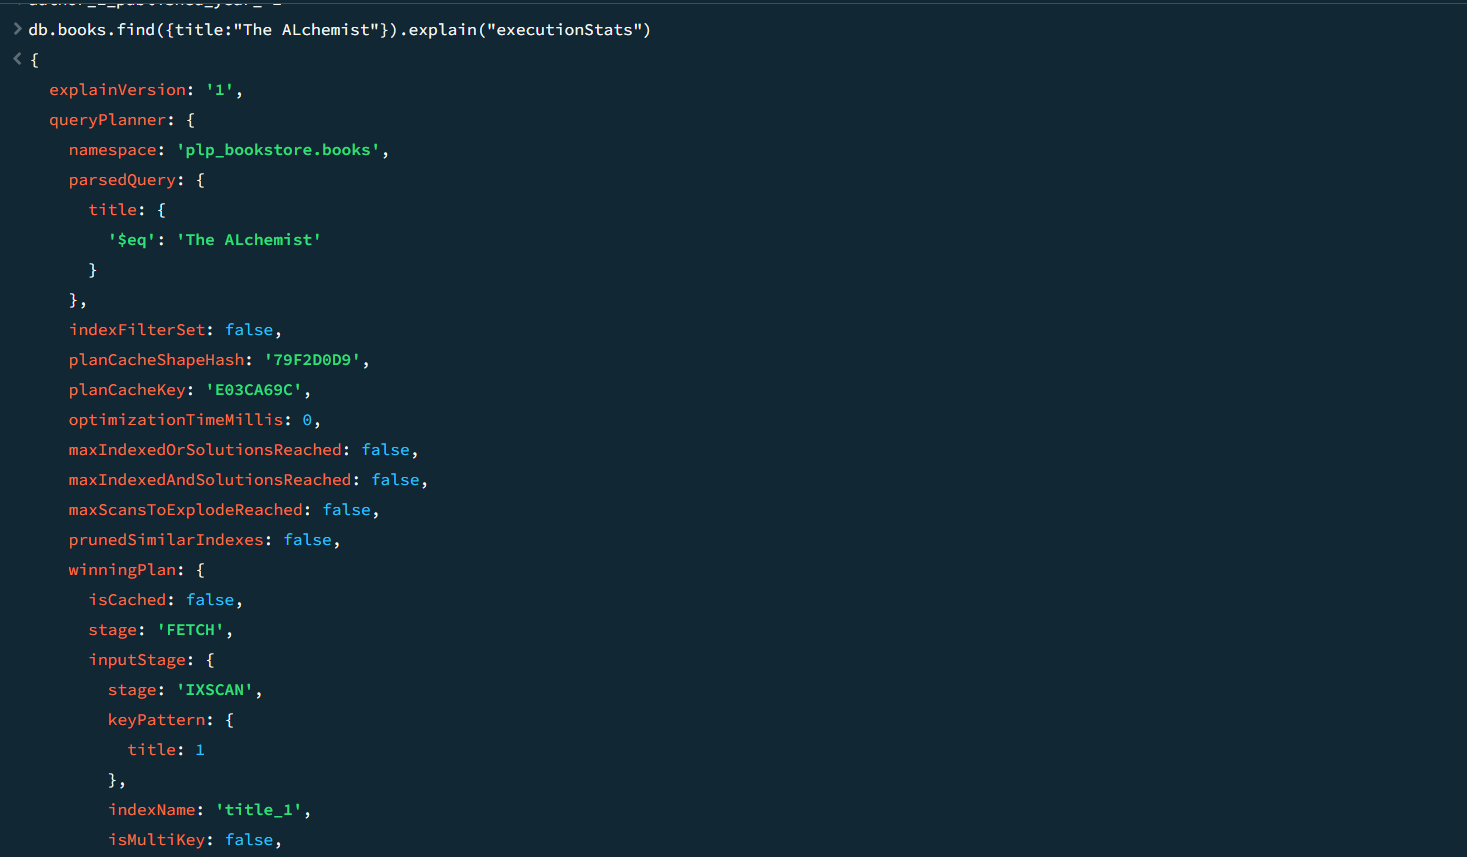 > db.books.find({title:"The ALchemist"}).explain("executionStats")
< {
explainVersion: '1',
queryPlanner: {
namespace: 'plp_bookstore.books',
parsedQuery: {
title: {
'$eq': 'The ALchemist'
}
},
indexFilterSet: false,
planCacheShapeHash: '79F2D0D9',
planCacheKey: 'E03CA69C',
optimizationTimeMillis: 0,
maxIndexedOrSolutionsReached: false,
maxIndexedAndSolutionsReached: false,
maxScansToExplodeReached: false,
prunedSimilarIndexes: false,
winningPlan: {
isCached: false,
stage: 'FETCH',
inputStage: {
stage: 'IXSCAN',
keyPattern: {
title: 1
},
indexName: 'title_1',
isMultiKey: false,